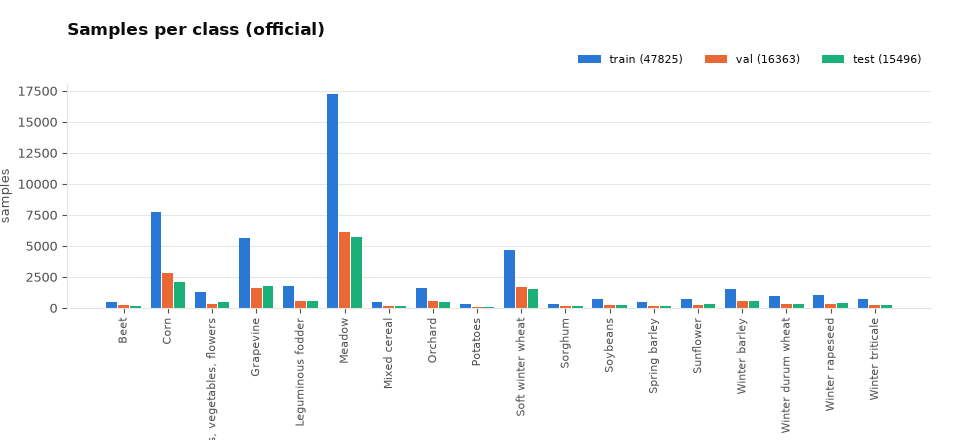 Samples per class (official)
train (47825)
val (16363)
test (15496)
17500
15000
12500
10000
7500
5000
2500
0
samples
Beet
Corn
vegetables, flowers
Grapevine
Leguminous fodder
Meadow
Mixed cereal
Orchard
Potatoes
Soft winter wheat
Sorghum
Soybeans
Spring barley
Sunflower
Winter barley
Winter durum wheat
Winter rapeseed
Winter triticale